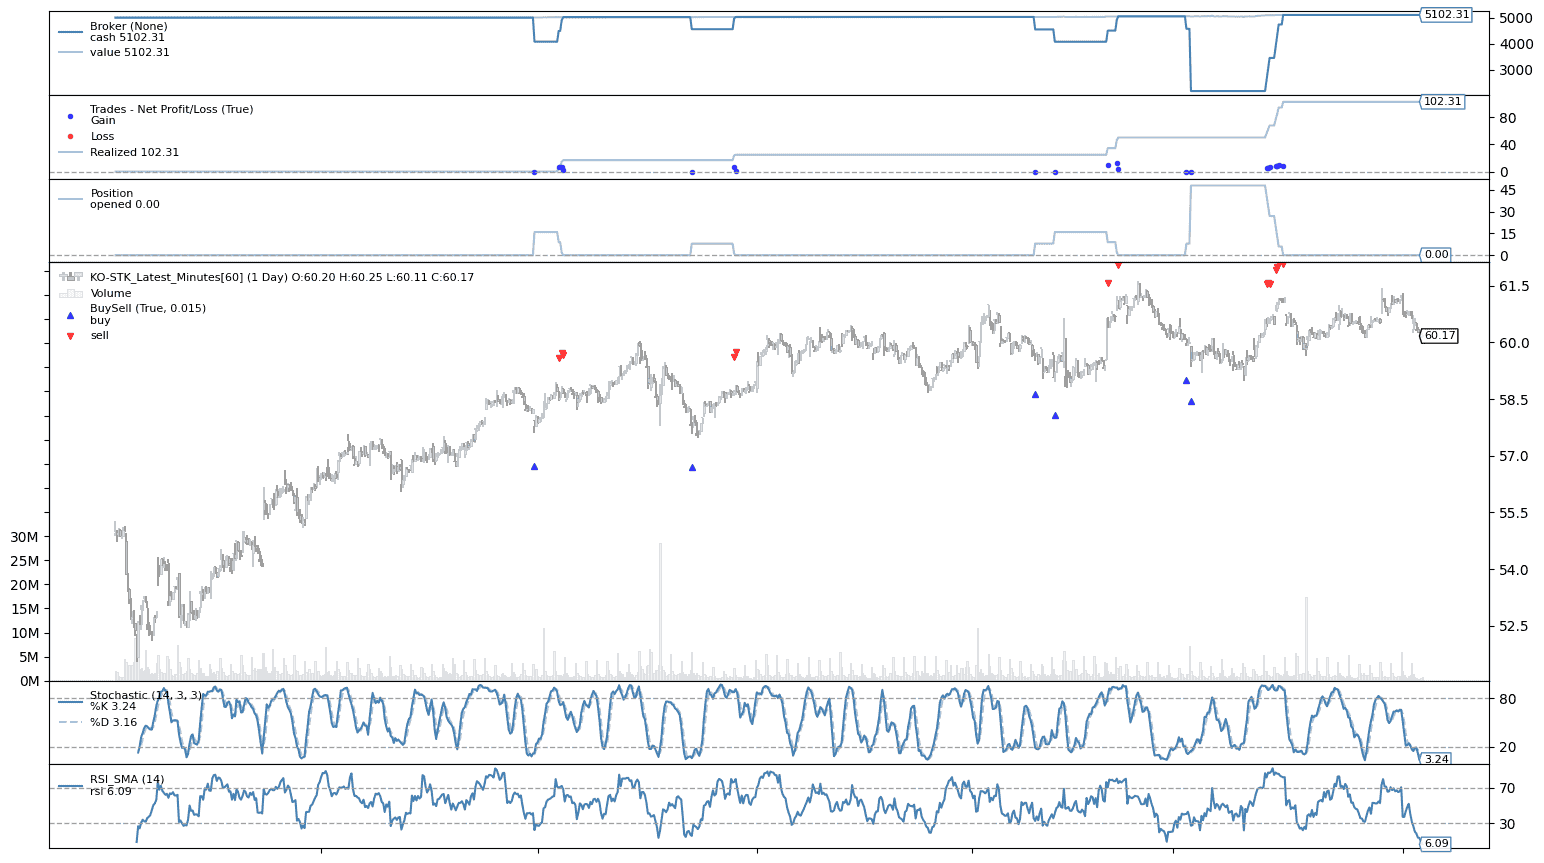 Broker (None)
cash 5102.31
value 5102.31
5102.31
5000
4000
3000
Trades - Net Profit/Loss (True)
Gain
Loss
Realized 102.31
102.31
80
40
0
Position
opened 0.00
45
30
15
0
0.00
KO-STK_Latest_Minutes[60] (1 Day) O:60.20 H:60.25 L:60.11 C:60.17
Volume
BuySell (True, 0.015)
buy
sell
61.5
60.0
60.17
58.5
57.0
55.5
54.0
52.5
30M
25M
20M
15M
10M
5M
0M
Stochastic (14, 3, 3)
%K 3.24
%D 3.16
80
20
3.24
RSI_SMA (14)
rsi 6.09
70
30
6.09